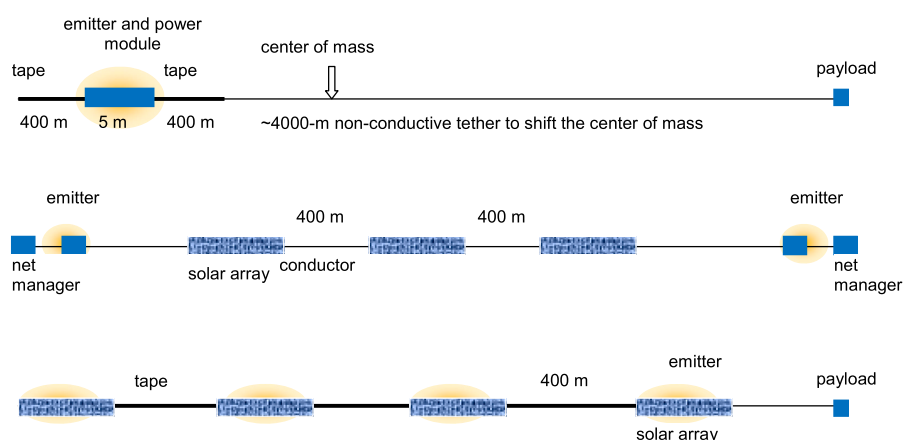 emitter and power
module
center of mass
tape
tape
payload
400 m
5 m
400 m
~4000-m non-conductive tether to shift the center of mass
emitter
emitter
400 m
400 m
net
manager
solar array
conductor
net
manager
emitter
tape
400 m
payload
solar array